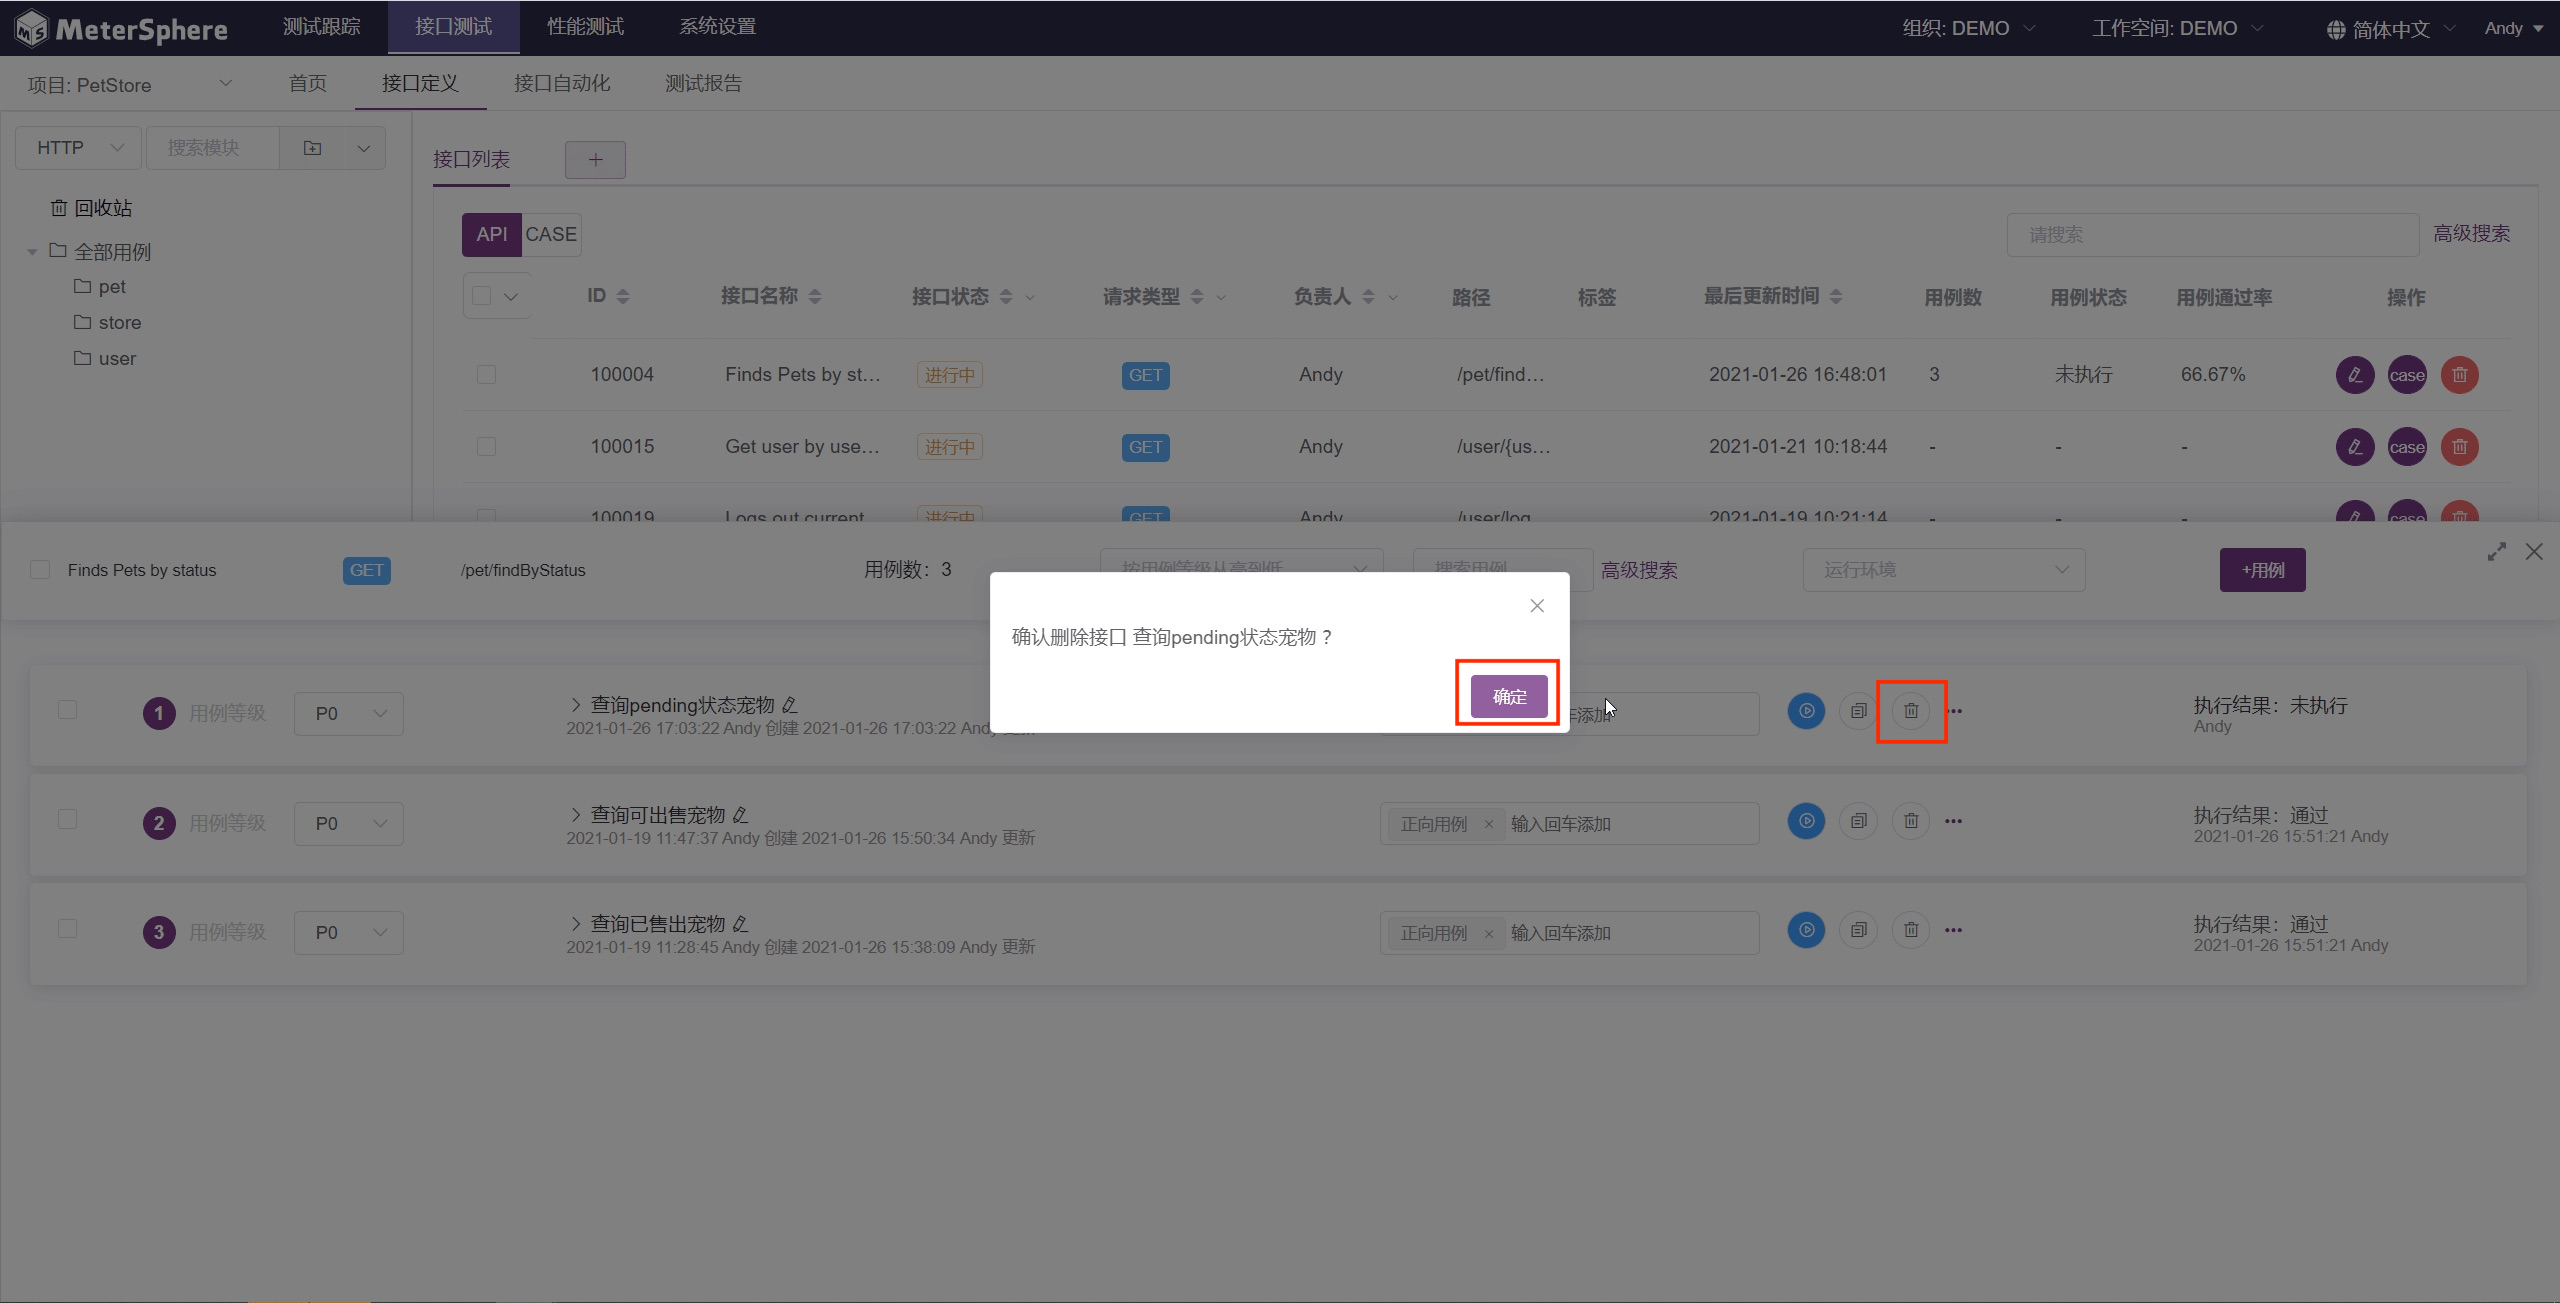 MeterSphere 测试跟踪 接口测试 性能测试 系统设置 组织: DEMO 工作空间: DEMO 简体中文 Andy
项目: PetStore 首页 接口定义 接口自动化 测试报告
HTTP 搜索模块
接口列表 +
回收站
API CASE 请搜索 高级搜索
全部用例
pet
store
user
ID 接口名称 接口状态 请求类型 负责人 路径 标签 最后更新时间 用例数 用例状态 用例通过率 操作
100004 Finds Pets by st... 进行中 GET Andy /pet/find... 2021-01-26 16:48:01 3 未执行 66.67% case
100015 Get user by use... 进行中 GET Andy /user/{us... 2021-01-21 10:18:44 - - - case
100019 Logs out current 进行中 GET Andy /user/log 2021-01-19 10:21:14 - - - case
Finds Pets by status GET /pet/findByStatus 用例数：3 按用例等级从高到低 搜索用例 高级搜索 运行环境 +用例
确认删除接口 查询pending状态宠物 ？
确定
1 用例等级 P0 查询pending状态宠物 车添加 执行结果：未执行
2021-01-26 17:03:22 Andy 创建 2021-01-26 17:03:22 Andy 更新 Andy
2 用例等级 P0 查询可出售宠物 正向用例 × 输入回车添加 执行结果：通过
2021-01-19 11:47:37 Andy 创建 2021-01-26 15:50:34 Andy 更新 2021-01-26 15:51:21 Andy
3 用例等级 P0 查询已售出宠物 正向用例 × 输入回车添加 执行结果：通过
2021-01-19 11:28:45 Andy 创建 2021-01-26 15:38:09 Andy 更新 2021-01-26 15:51:21 Andy